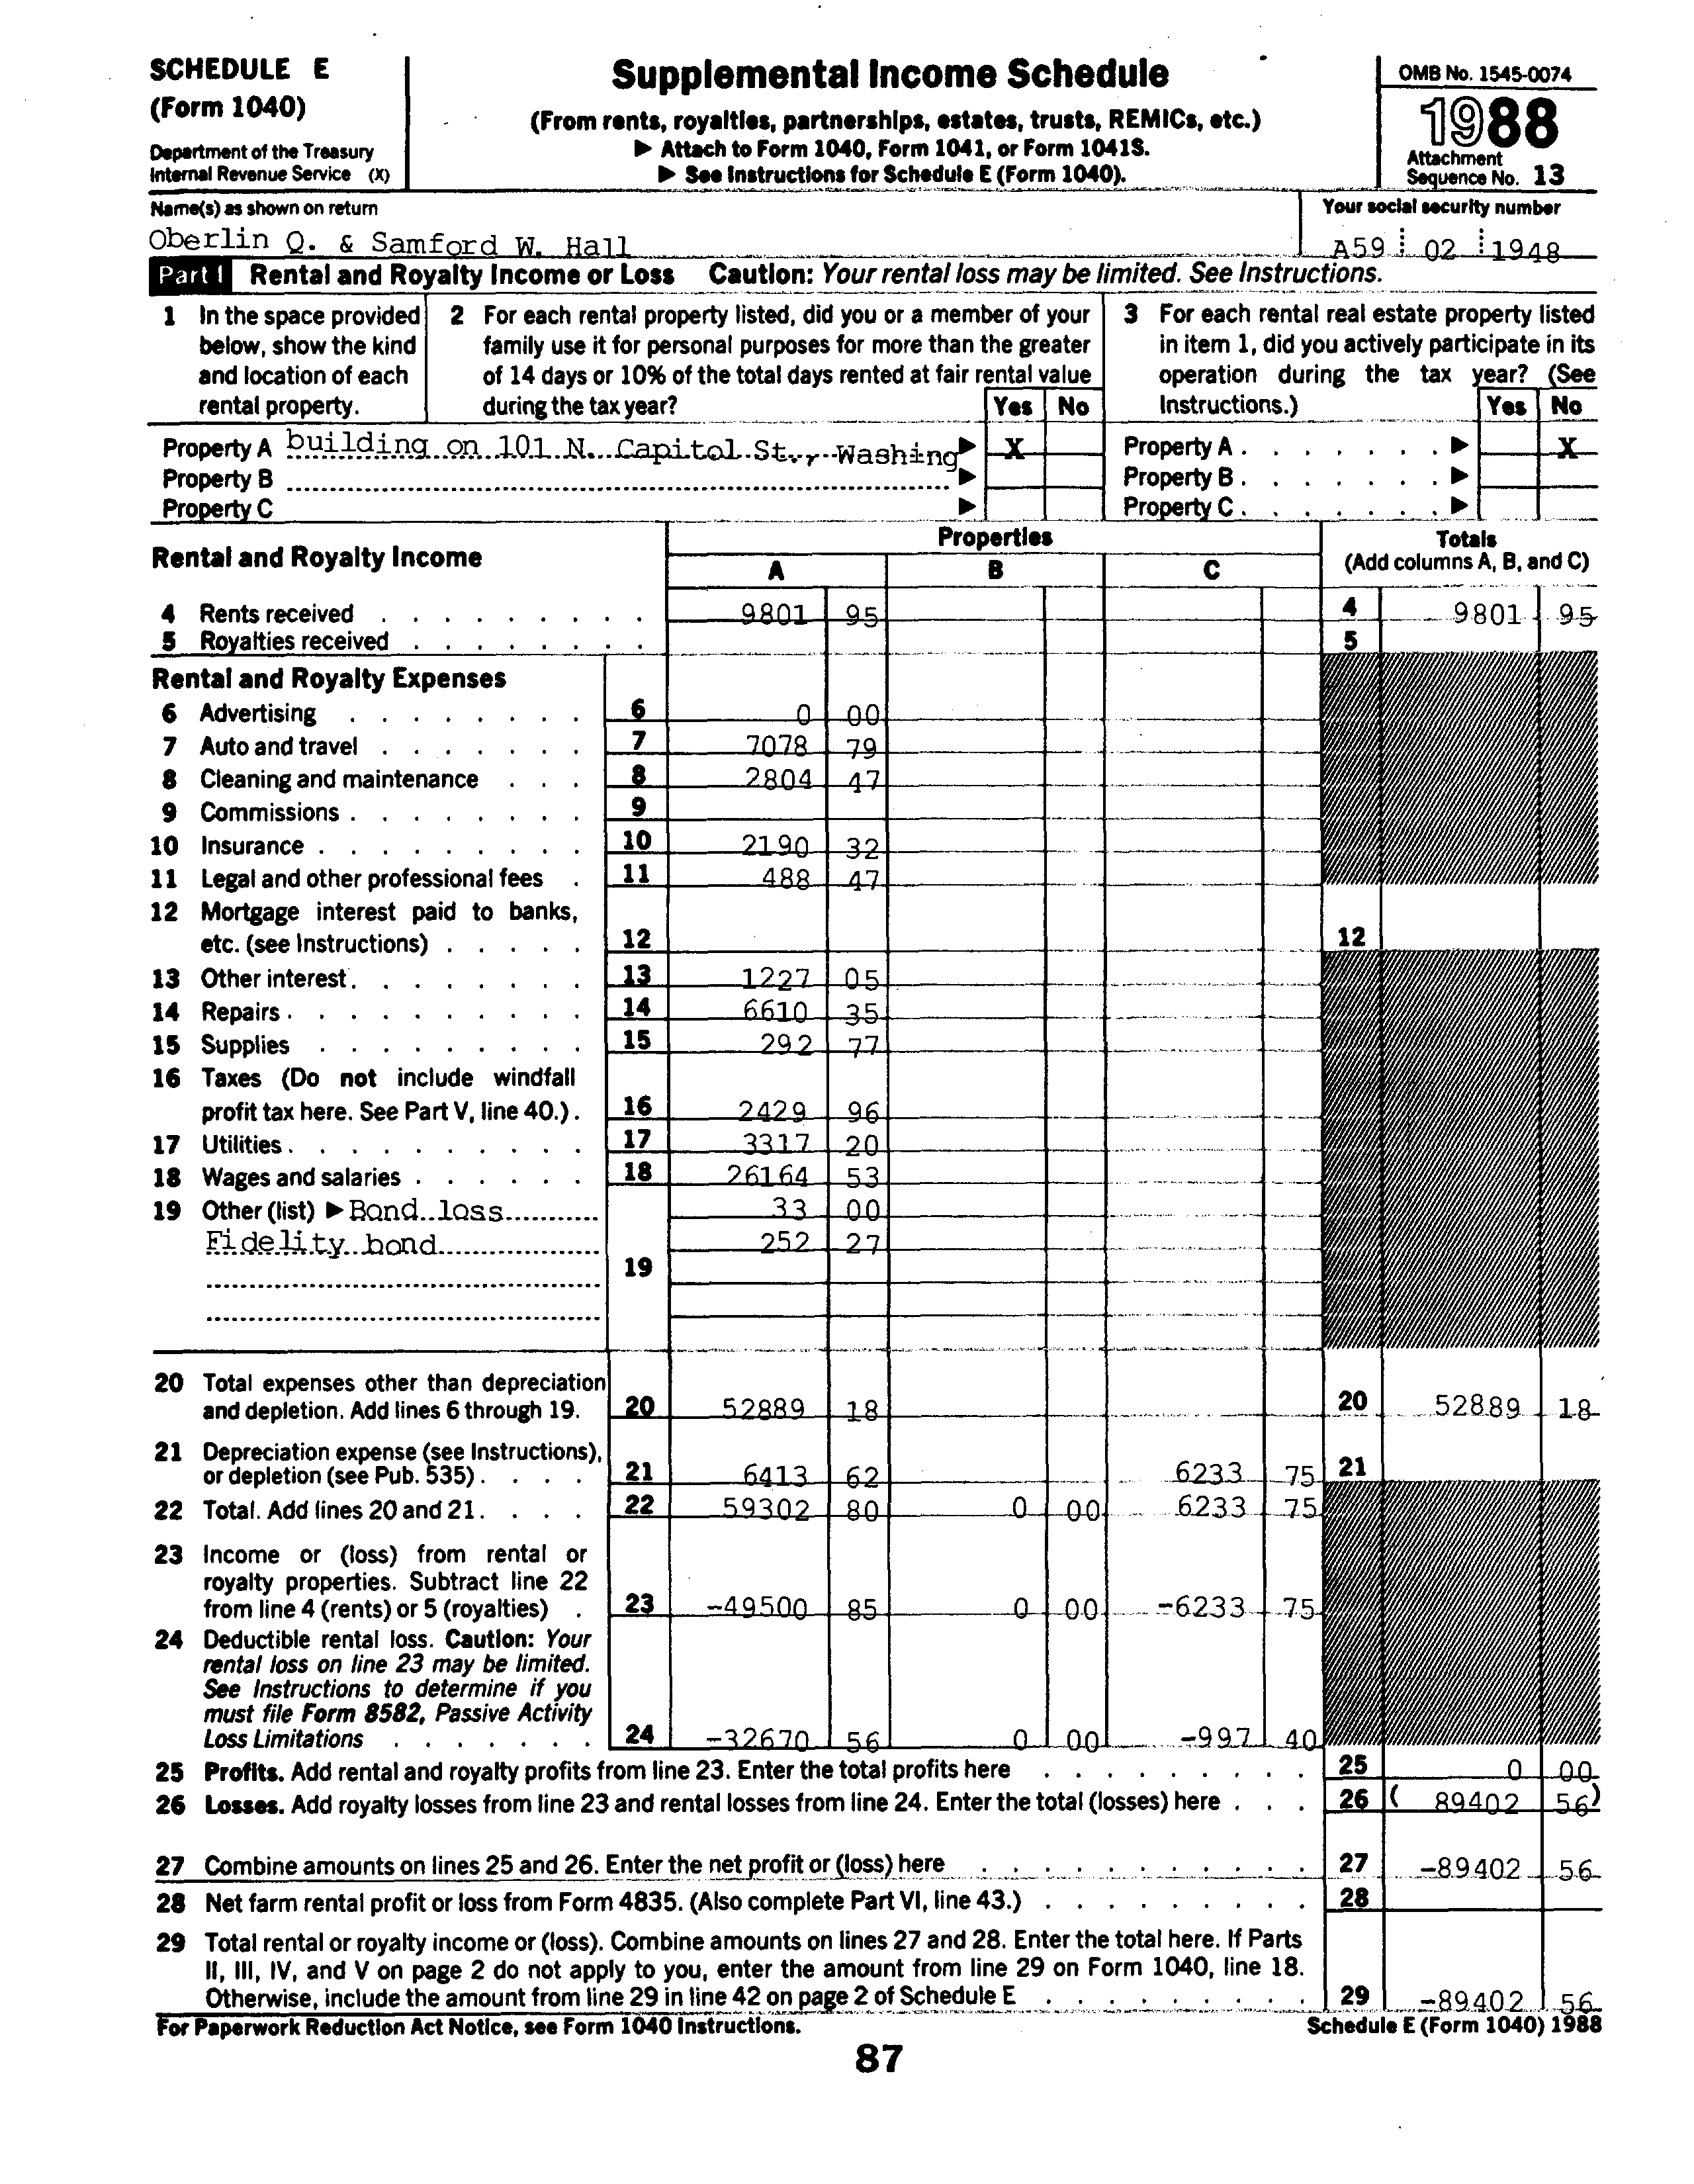 SCHEDULE E
(Form 1040)
Department of the Treasury
Internal Revenue Service (X)
Supplemental Income Schedule
(From rents, royalties, partnerships, estates, trusts, REMICs, etc.)
▶ Attach to Form 1040, Form 1041, or Form 1041S.
▶ See Instructions for Schedule E (Form 1040).
OMB No. 1545-0074
1988
Attachment
Sequence No. 13
Name(s) as shown on return
Your social security number
Oberlin Q. & Samford W. Hall
A59 02 1948
Part I Rental and Royalty Income or Loss Caution: Your rental loss may be limited. See Instructions.
1 In the space provided
below, show the kind
and location of each
rental property.
2 For each rental property listed, did you or a member of your
family use it for personal purposes for more than the greater
of 14 days or 10% of the total days rented at fair rental value
during the tax year? Yes No
3 For each rental real estate property listed
in item 1, did you actively participate in its
operation during the tax year? (See
Instructions.) Yes No
Property A building on 101 N. Capitol St., Washing ▶ X
Property A . . . . . . . ▶ X
Property B ▶
Property B . . . . . . . ▶
Property C ▶
Property C . . . . . . . ▶
Rental and Royalty Income
Properties
A B C
Totals
(Add columns A, B, and C)
4 Rents received . . . . . . . . . 9801 95 4 9801 95
5 Royalties received . . . . . . . . 5
Rental and Royalty Expenses
6 Advertising . . . . . . . . 6 0 00
7 Auto and travel . . . . . . . 7 7078 79
8 Cleaning and maintenance . . . 8 2804 47
9 Commissions . . . . . . . . 9
10 Insurance . . . . . . . . . 10 2190 32
11 Legal and other professional fees . 11 488 47
12 Mortgage interest paid to banks,
etc. (see Instructions) . . . . . 12 12
13 Other interest . . . . . . . . 13 1227 05
14 Repairs . . . . . . . . . . 14 6610 35
15 Supplies . . . . . . . . . 15 292 77
16 Taxes (Do not include windfall
profit tax here. See Part V, line 40.) . 16 2429 96
17 Utilities . . . . . . . . . . 17 3317 20
18 Wages and salaries . . . . . . 18 26164 53
19 Other (list) ▶ Bond loss 33 00
Fidelity bond 252 27
19
20 Total expenses other than depreciation
and depletion. Add lines 6 through 19. 20 52889 18 20 52889 18
21 Depreciation expense (see Instructions),
or depletion (see Pub. 535) . . . . 21 6413 62 6233 75 21
22 Total. Add lines 20 and 21 . . . . 22 59302 80 0 00 6233 75
23 Income or (loss) from rental or
royalty properties. Subtract line 22
from line 4 (rents) or 5 (royalties) . 23 -49500 85 0 00 -6233 75
24 Deductible rental loss. Caution: Your
rental loss on line 23 may be limited.
See Instructions to determine if you
must file Form 8582, Passive Activity
Loss Limitations . . . . . . . 24 -32670 56 0 00 -997 40
25 Profits. Add rental and royalty profits from line 23. Enter the total profits here . . . . . . . . . 25 0 00
26 Losses. Add royalty losses from line 23 and rental losses from line 24. Enter the total (losses) here . . . 26 ( 89402 56)
27 Combine amounts on lines 25 and 26. Enter the net profit or (loss) here . . . . . . . . . . . 27 -89402 56
28 Net farm rental profit or loss from Form 4835. (Also complete Part VI, line 43.) . . . . . . . . . 28
29 Total rental or royalty income or (loss). Combine amounts on lines 27 and 28. Enter the total here. If Parts
II, III, IV, and V on page 2 do not apply to you, enter the amount from line 29 on Form 1040, line 18.
Otherwise, include the amount from line 29 in line 42 on page 2 of Schedule E . . . . . . . . . 29 -89402 56
For Paperwork Reduction Act Notice, see Form 1040 Instructions.
Schedule E (Form 1040) 1988
87